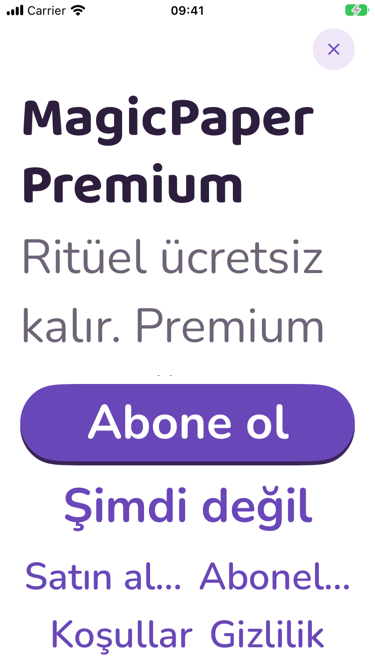 Carrier 09:41
MagicPaper
Premium
Ritüel ücretsiz
kalır. Premium
Abone ol
Şimdi değil
Satın al... Abonel...
Koşullar Gizlilik